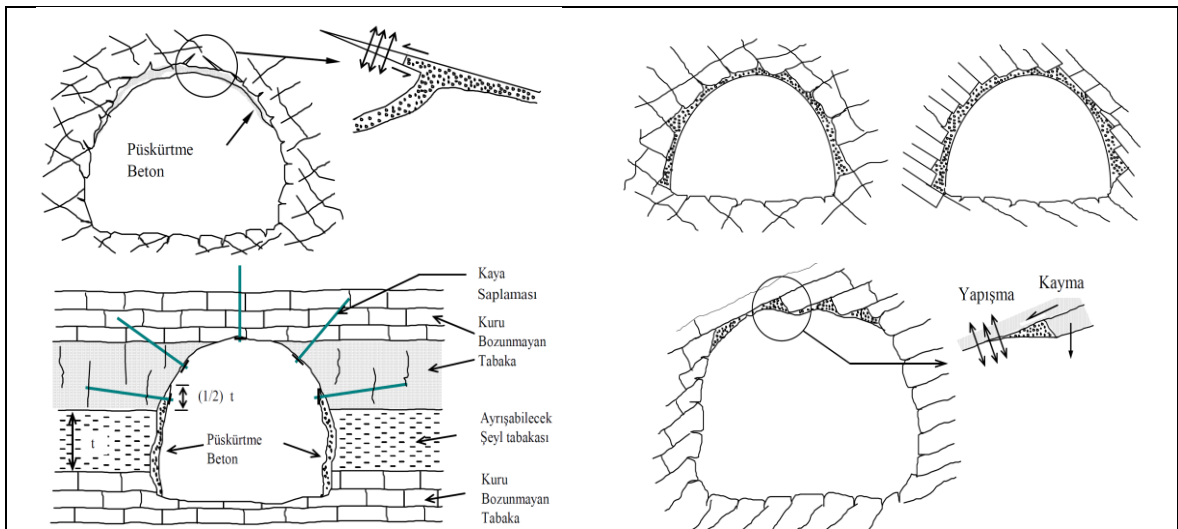 Püskürtme
Beton
Kaya
Saplaması
Kuru
Bozunmayan
Tabaka
(1/2) t
Ayrışabilecek
Şeyl tabakası
t
Püskürtme
Beton
Kuru
Bozunmayan
Tabaka
Yapışma
Kayma